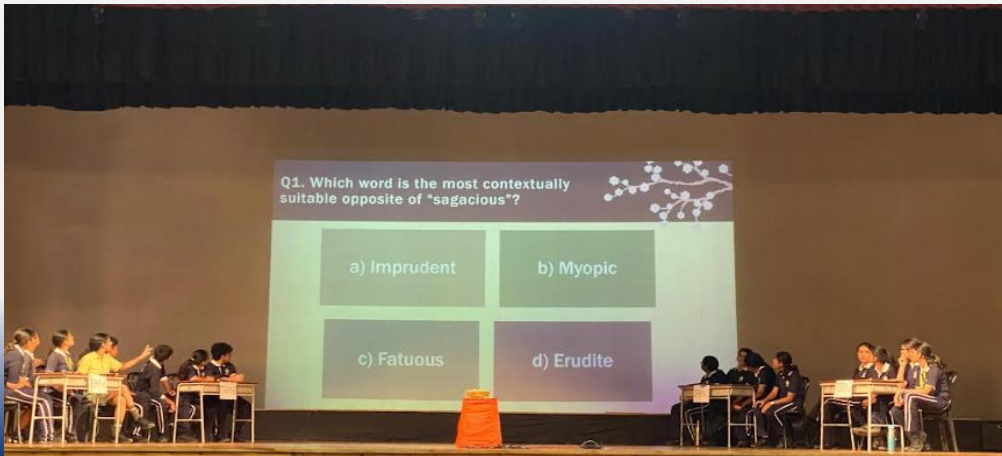 Q1. Which word is the most contextually
suitable opposite of "sagacious"?
a) Imprudent
b) Myopic
c) Fatuous
d) Erudite